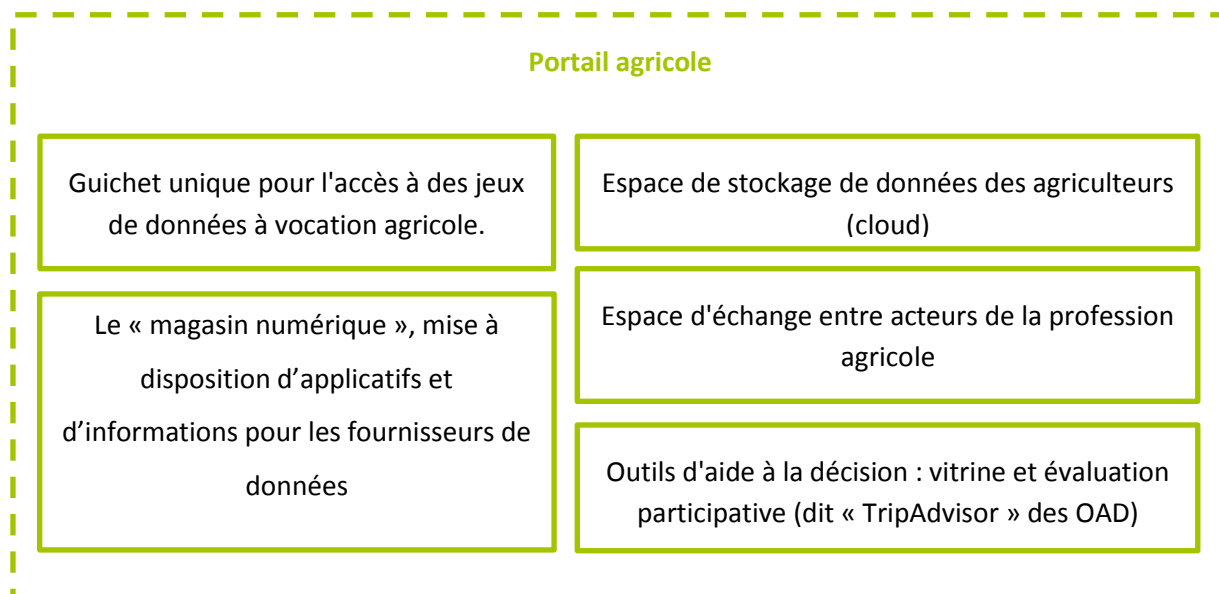 Portail agricole
Guichet unique pour l'accès à des jeux
de données à vocation agricole.
Le « magasin numérique », mise à
disposition d’applicatifs et
d’informations pour les fournisseurs de
données
Espace de stockage de données des agriculteurs
(cloud)
Espace d'échange entre acteurs de la profession
agricole
Outils d'aide à la décision : vitrine et évaluation
participative (dit « TripAdvisor » des OAD)